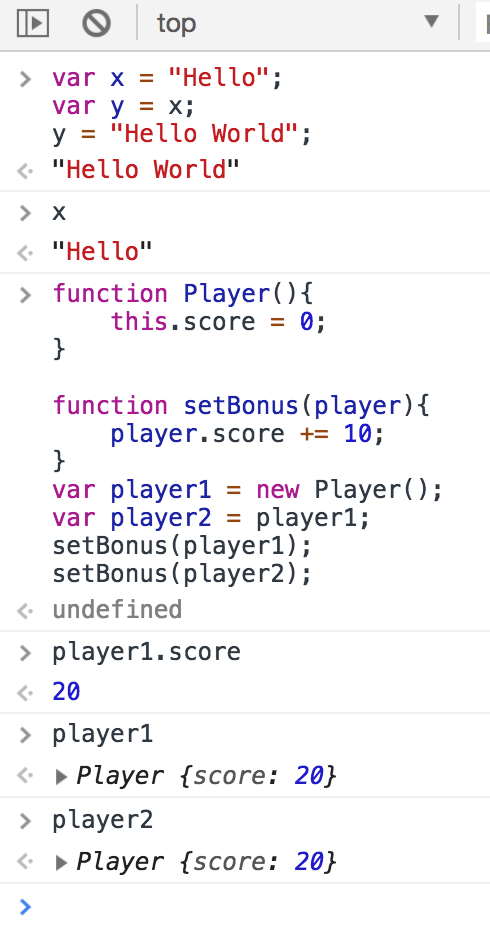 top
var x = "Hello";
var y = x;
y = "Hello World";
"Hello World"
x
"Hello"
function Player(){
    this.score = 0;
}
function setBonus(player){
    player.score += 10;
}
var player1 = new Player();
var player2 = player1;
setBonus(player1);
setBonus(player2);
undefined
player1.score
20
player1
Player {score: 20}
player2
Player {score: 20}